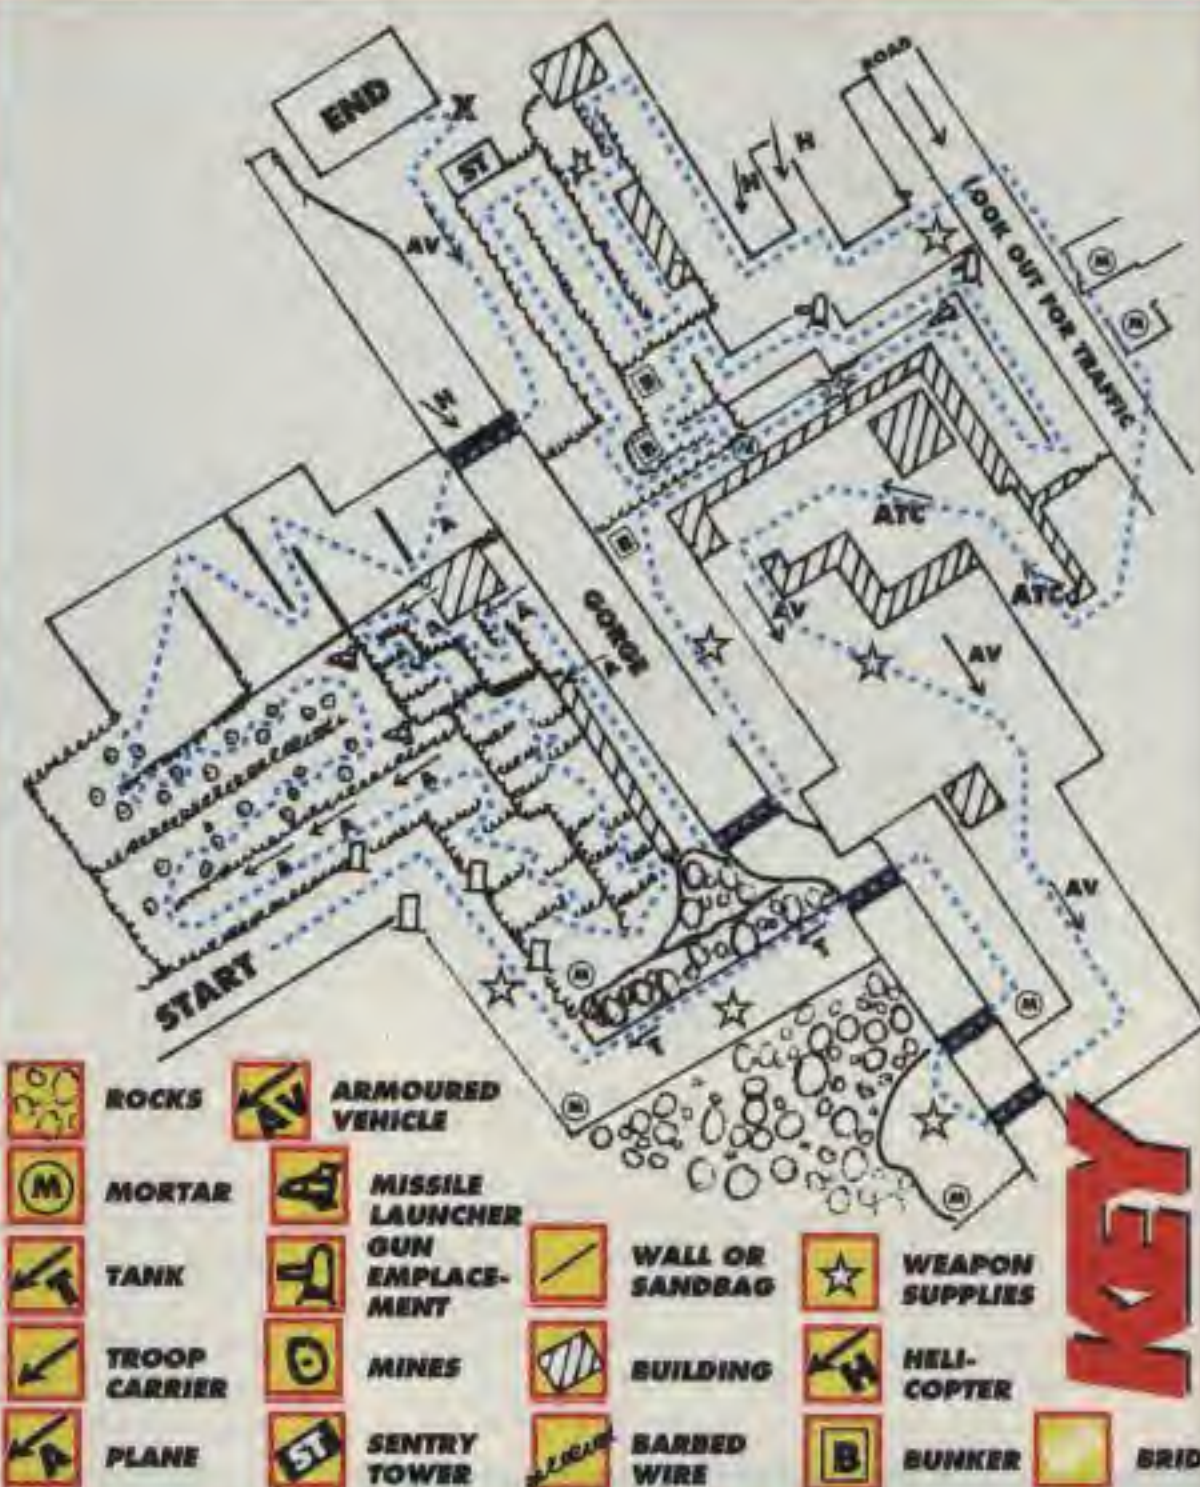 END
ST
AV
H
H
ROAD
LOOK OUT FOR TRAFFIC
M
M
H
B
B
B
A
ATC
ATC
AV
AV
GORGE
A
A
A
A
A
A
AV
START
M
T
T
M
M
M
KEY
ROCKS
AV
ARMOURED
VEHICLE
M
MORTAR
MISSILE
LAUNCHER
T
TANK
GUN
EMPLACE-
MENT
WALL OR
SANDBAG
WEAPON
SUPPLIES
TROOP
CARRIER
MINES
BUILDING
H
HELI-
COPTER
A
PLANE
ST
SENTRY
TOWER
BARBED
WIRE
B
BUNKER
BRID